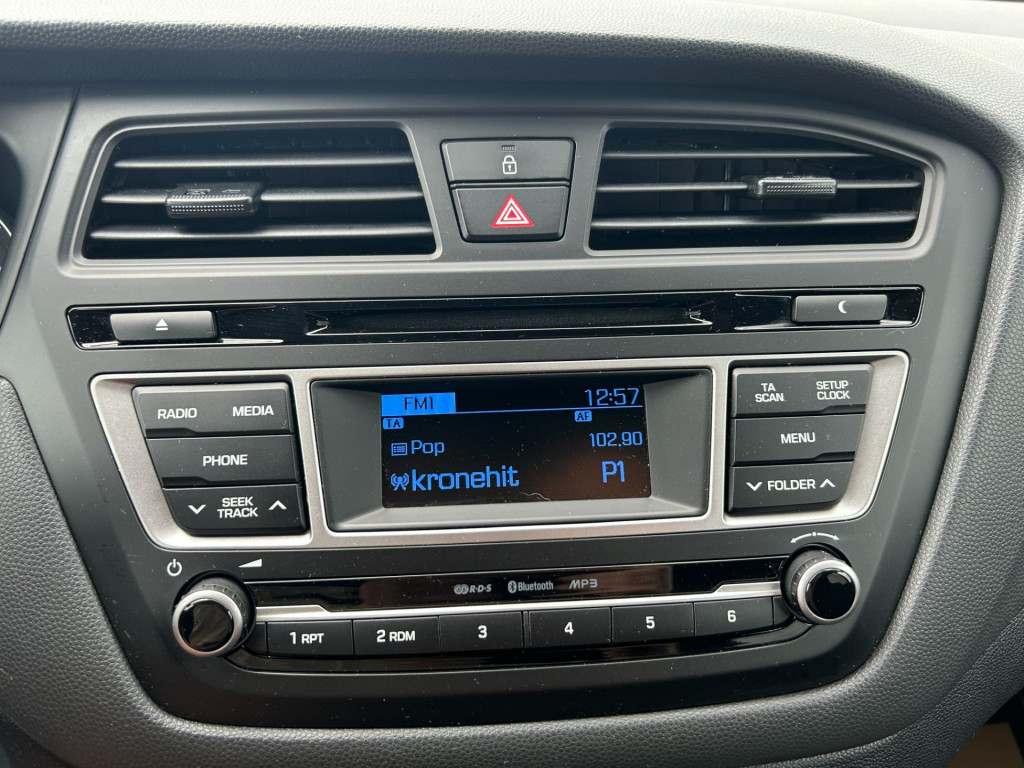 RADIO MEDIA
PHONE
SEEK
TRACK
FM1 12:57
TA AF
Pop 102.90
kronehit P1
TA
SCAN
SETUP
CLOCK
MENU
FOLDER
R·D·S Bluetooth MP3
1 RPT 2 RDM 3 4 5 6